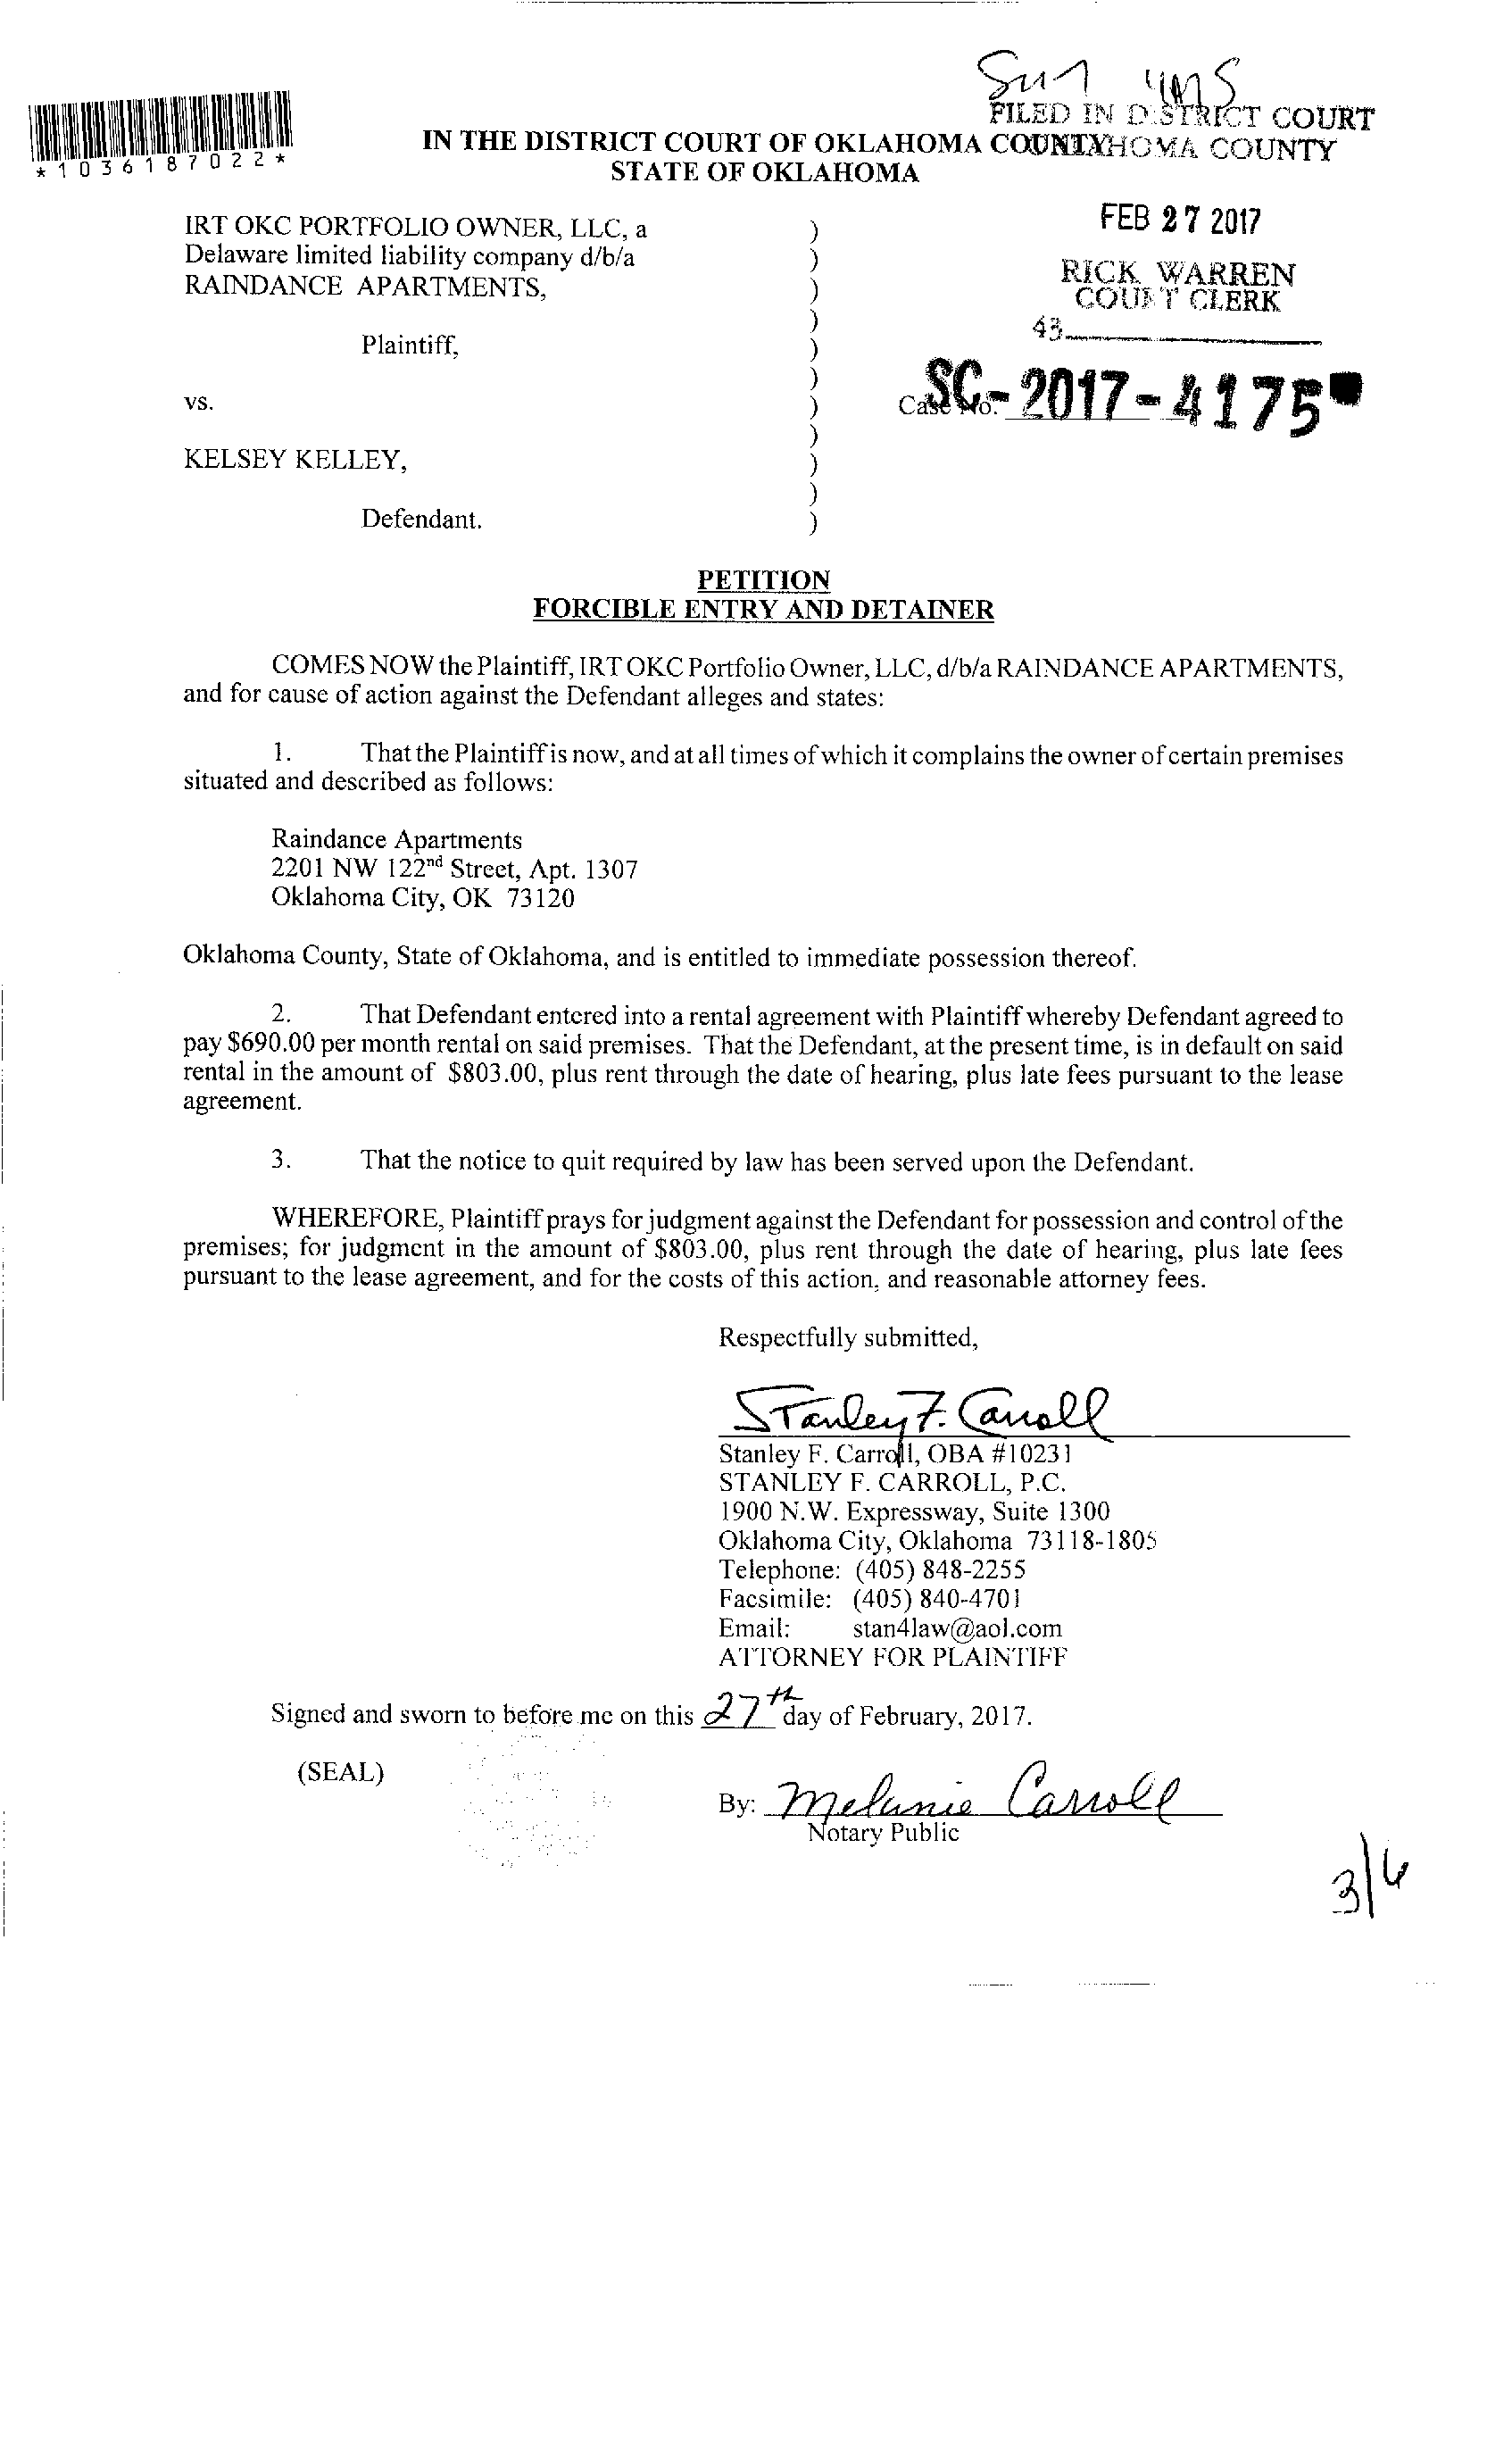 FILED IN DISTRICT COURT
*1036187022*
IN THE DISTRICT COURT OF OKLAHOMA COUNTY
HOMA COUNTY
STATE OF OKLAHOMA
IRT OKC PORTFOLIO OWNER, LLC, a )
Delaware limited liability company d/b/a )
RAINDANCE APARTMENTS, )
)
Plaintiff, )
)
vs. )
)
KELSEY KELLEY, )
)
Defendant. )
FEB 27 2017
RICK WARREN
COURT CLERK
43
Case No. SC-2017-4175
PETITION
FORCIBLE ENTRY AND DETAINER
COMES NOW the Plaintiff, IRT OKC Portfolio Owner, LLC, d/b/a RAINDANCE APARTMENTS,
and for cause of action against the Defendant alleges and states:
1. That the Plaintiff is now, and at all times of which it complains the owner of certain premises
situated and described as follows:
Raindance Apartments
2201 NW 122nd Street, Apt. 1307
Oklahoma City, OK 73120
Oklahoma County, State of Oklahoma, and is entitled to immediate possession thereof.
2. That Defendant entered into a rental agreement with Plaintiff whereby Defendant agreed to
pay $690.00 per month rental on said premises. That the Defendant, at the present time, is in default on said
rental in the amount of $803.00, plus rent through the date of hearing, plus late fees pursuant to the lease
agreement.
3. That the notice to quit required by law has been served upon the Defendant.
WHEREFORE, Plaintiff prays for judgment against the Defendant for possession and control of the
premises; for judgment in the amount of $803.00, plus rent through the date of hearing, plus late fees
pursuant to the lease agreement, and for the costs of this action, and reasonable attorney fees.
Respectfully submitted,
Stanley F. Carroll
Stanley F. Carroll, OBA #10231
STANLEY F. CARROLL, P.C.
1900 N.W. Expressway, Suite 1300
Oklahoma City, Oklahoma 73118-1805
Telephone: (405) 848-2255
Facsimile: (405) 840-4701
Email: stan4law@aol.com
ATTORNEY FOR PLAINTIFF
Signed and sworn to before me on this 27th day of February, 2017.
(SEAL)
By: Melanie Carroll
Notary Public
3/6